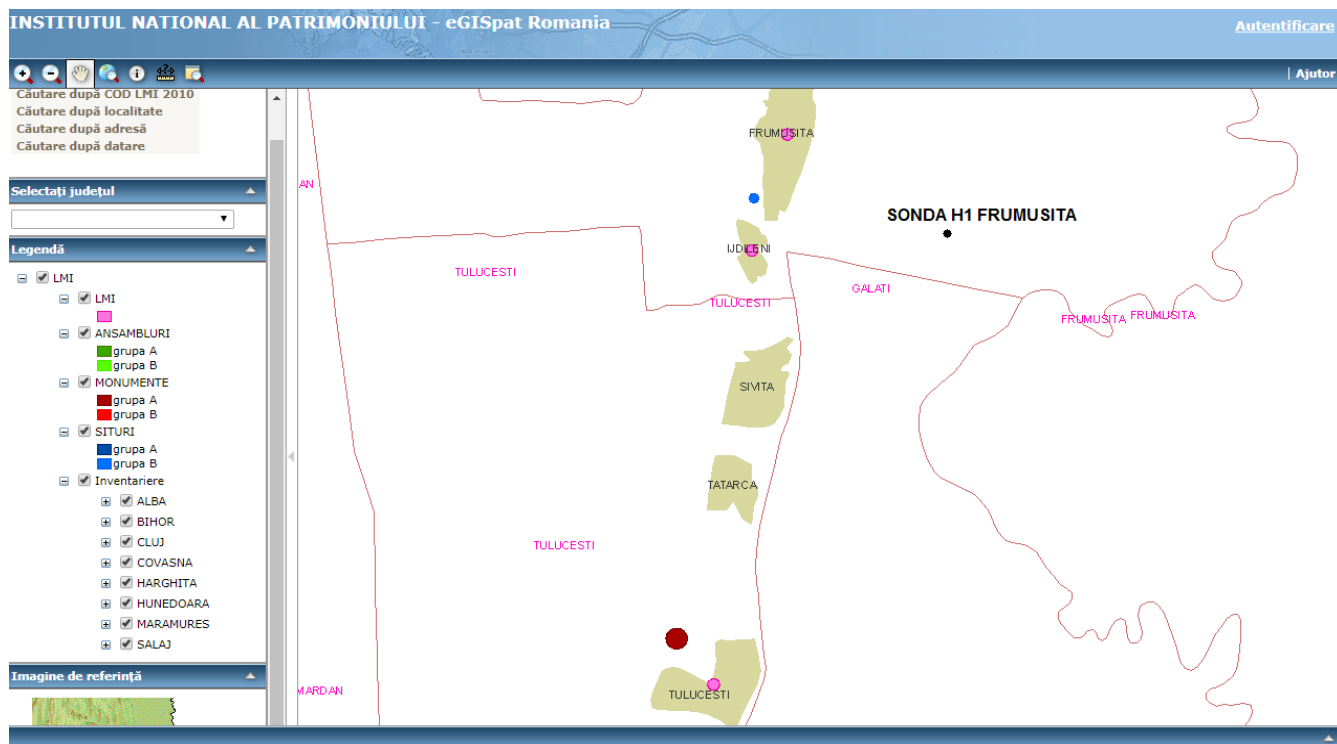 INSTITUTUL NATIONAL AL PATRIMONIULUI - eGISpat Romania
Autentificare
| Ajutor
Căutare după COD LMI 2010
Căutare după localitate
Căutare după adresă
Căutare după datare
Selectați județul
Legendă
LMI
LMI
ANSAMBLURI
grupa A
grupa B
MONUMENTE
grupa A
grupa B
SITURI
grupa A
grupa B
Inventariere
ALBA
BIHOR
CLUJ
COVASNA
HARGHITA
HUNEDOARA
MARAMURES
SALAJ
Imagine de referință
FRUMUSITA
AN
SONDA H1 FRUMUSITA
IJDILENI
TULUCESTI
GALATI
TULUCESTI
FRUMUSITA
FRUMUSITA
SIVITA
TATARCA
TULUCESTI
MARDAN
TULUCESTI